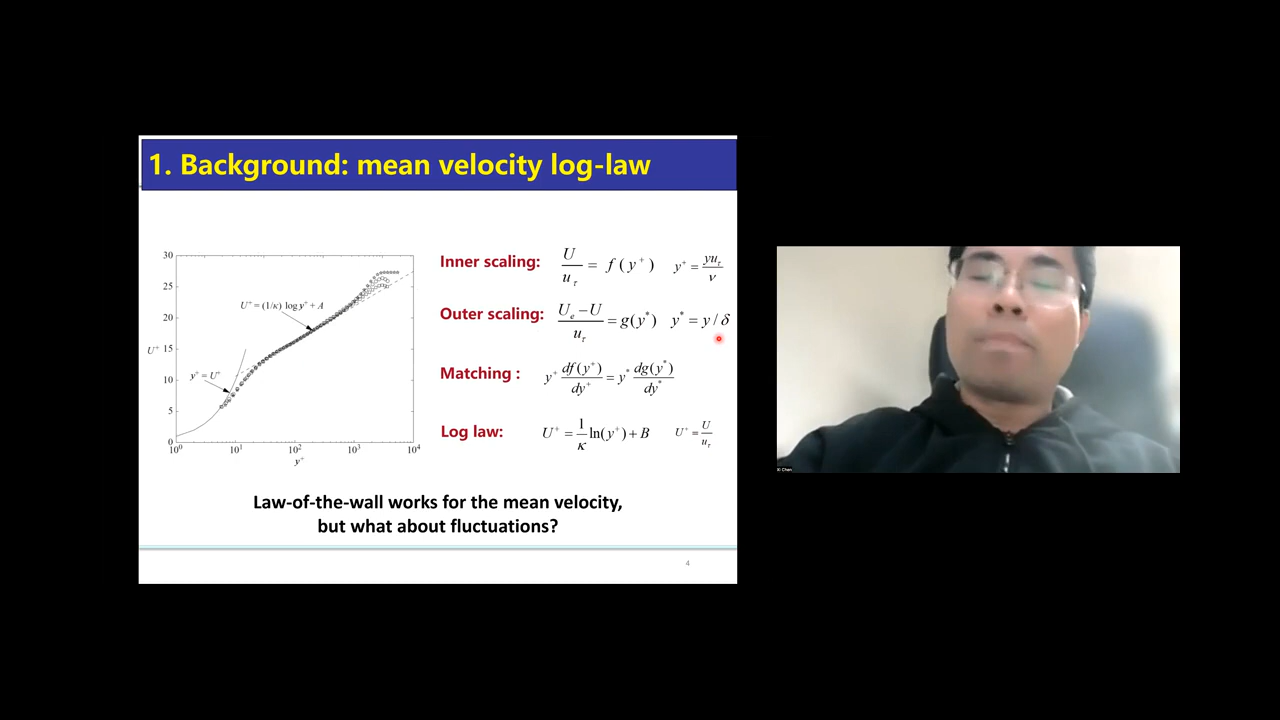 1. Background: mean velocity log-law
30
25
20
15
10
5
0
U⁺
U⁺ = (1/κ) log y⁺ + A
y⁺ = U⁺
10⁰ 10¹ 10² 10³ 10⁴
y⁺
Inner scaling: U/u_τ = f(y⁺) y⁺ = yu_τ/ν
Outer scaling: (U_e − U)/u_τ = g(y*) y* = y/δ
Matching : y⁺ df(y⁺)/dy⁺ = y* dg(y*)/dy*
Log law: U⁺ = 1/κ ln(y⁺) + B U⁺ = U/u_τ
Law-of-the-wall works for the mean velocity,
but what about fluctuations?
4
Xi Chen